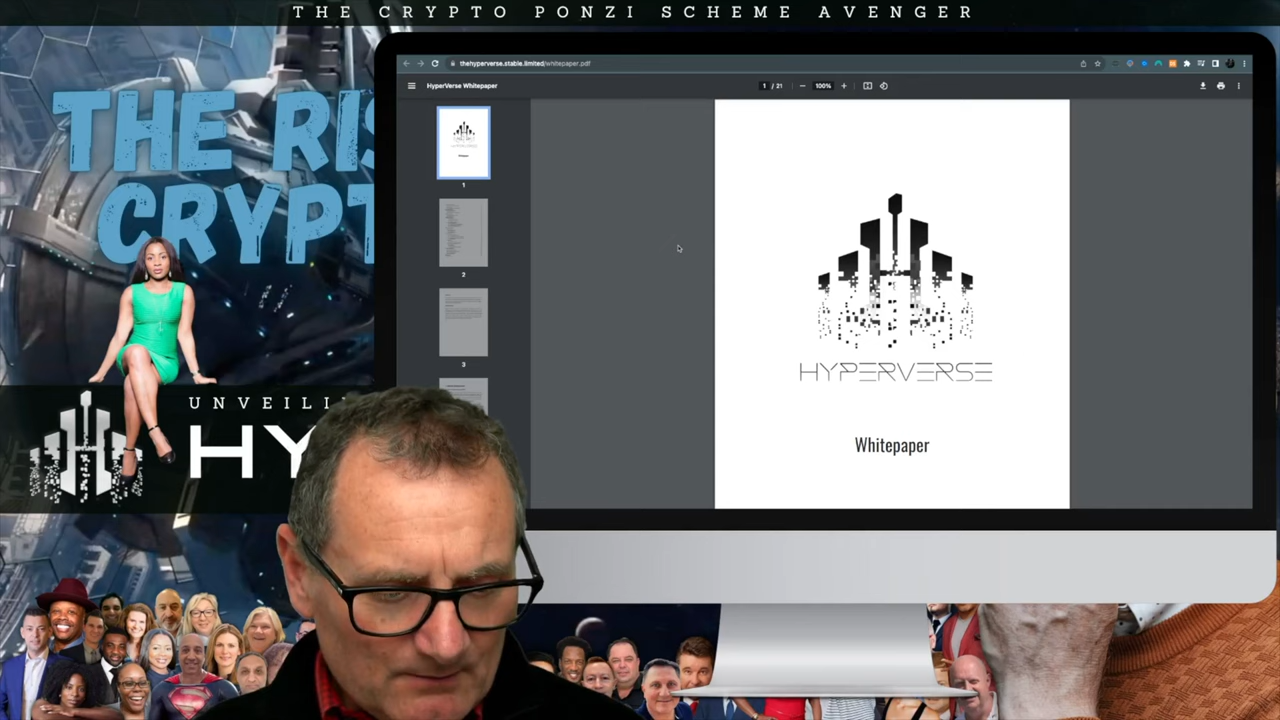 THE CRYPTO PONZI SCHEME AVENGER
THE RIS
CRYPT
UNVEILI
HY
thehyperverse.stable.limited/whitepaper.pdf
HyperVerse Whitepaper
1 / 21
100%
1
2
3
HYPERVERSE
Whitepaper